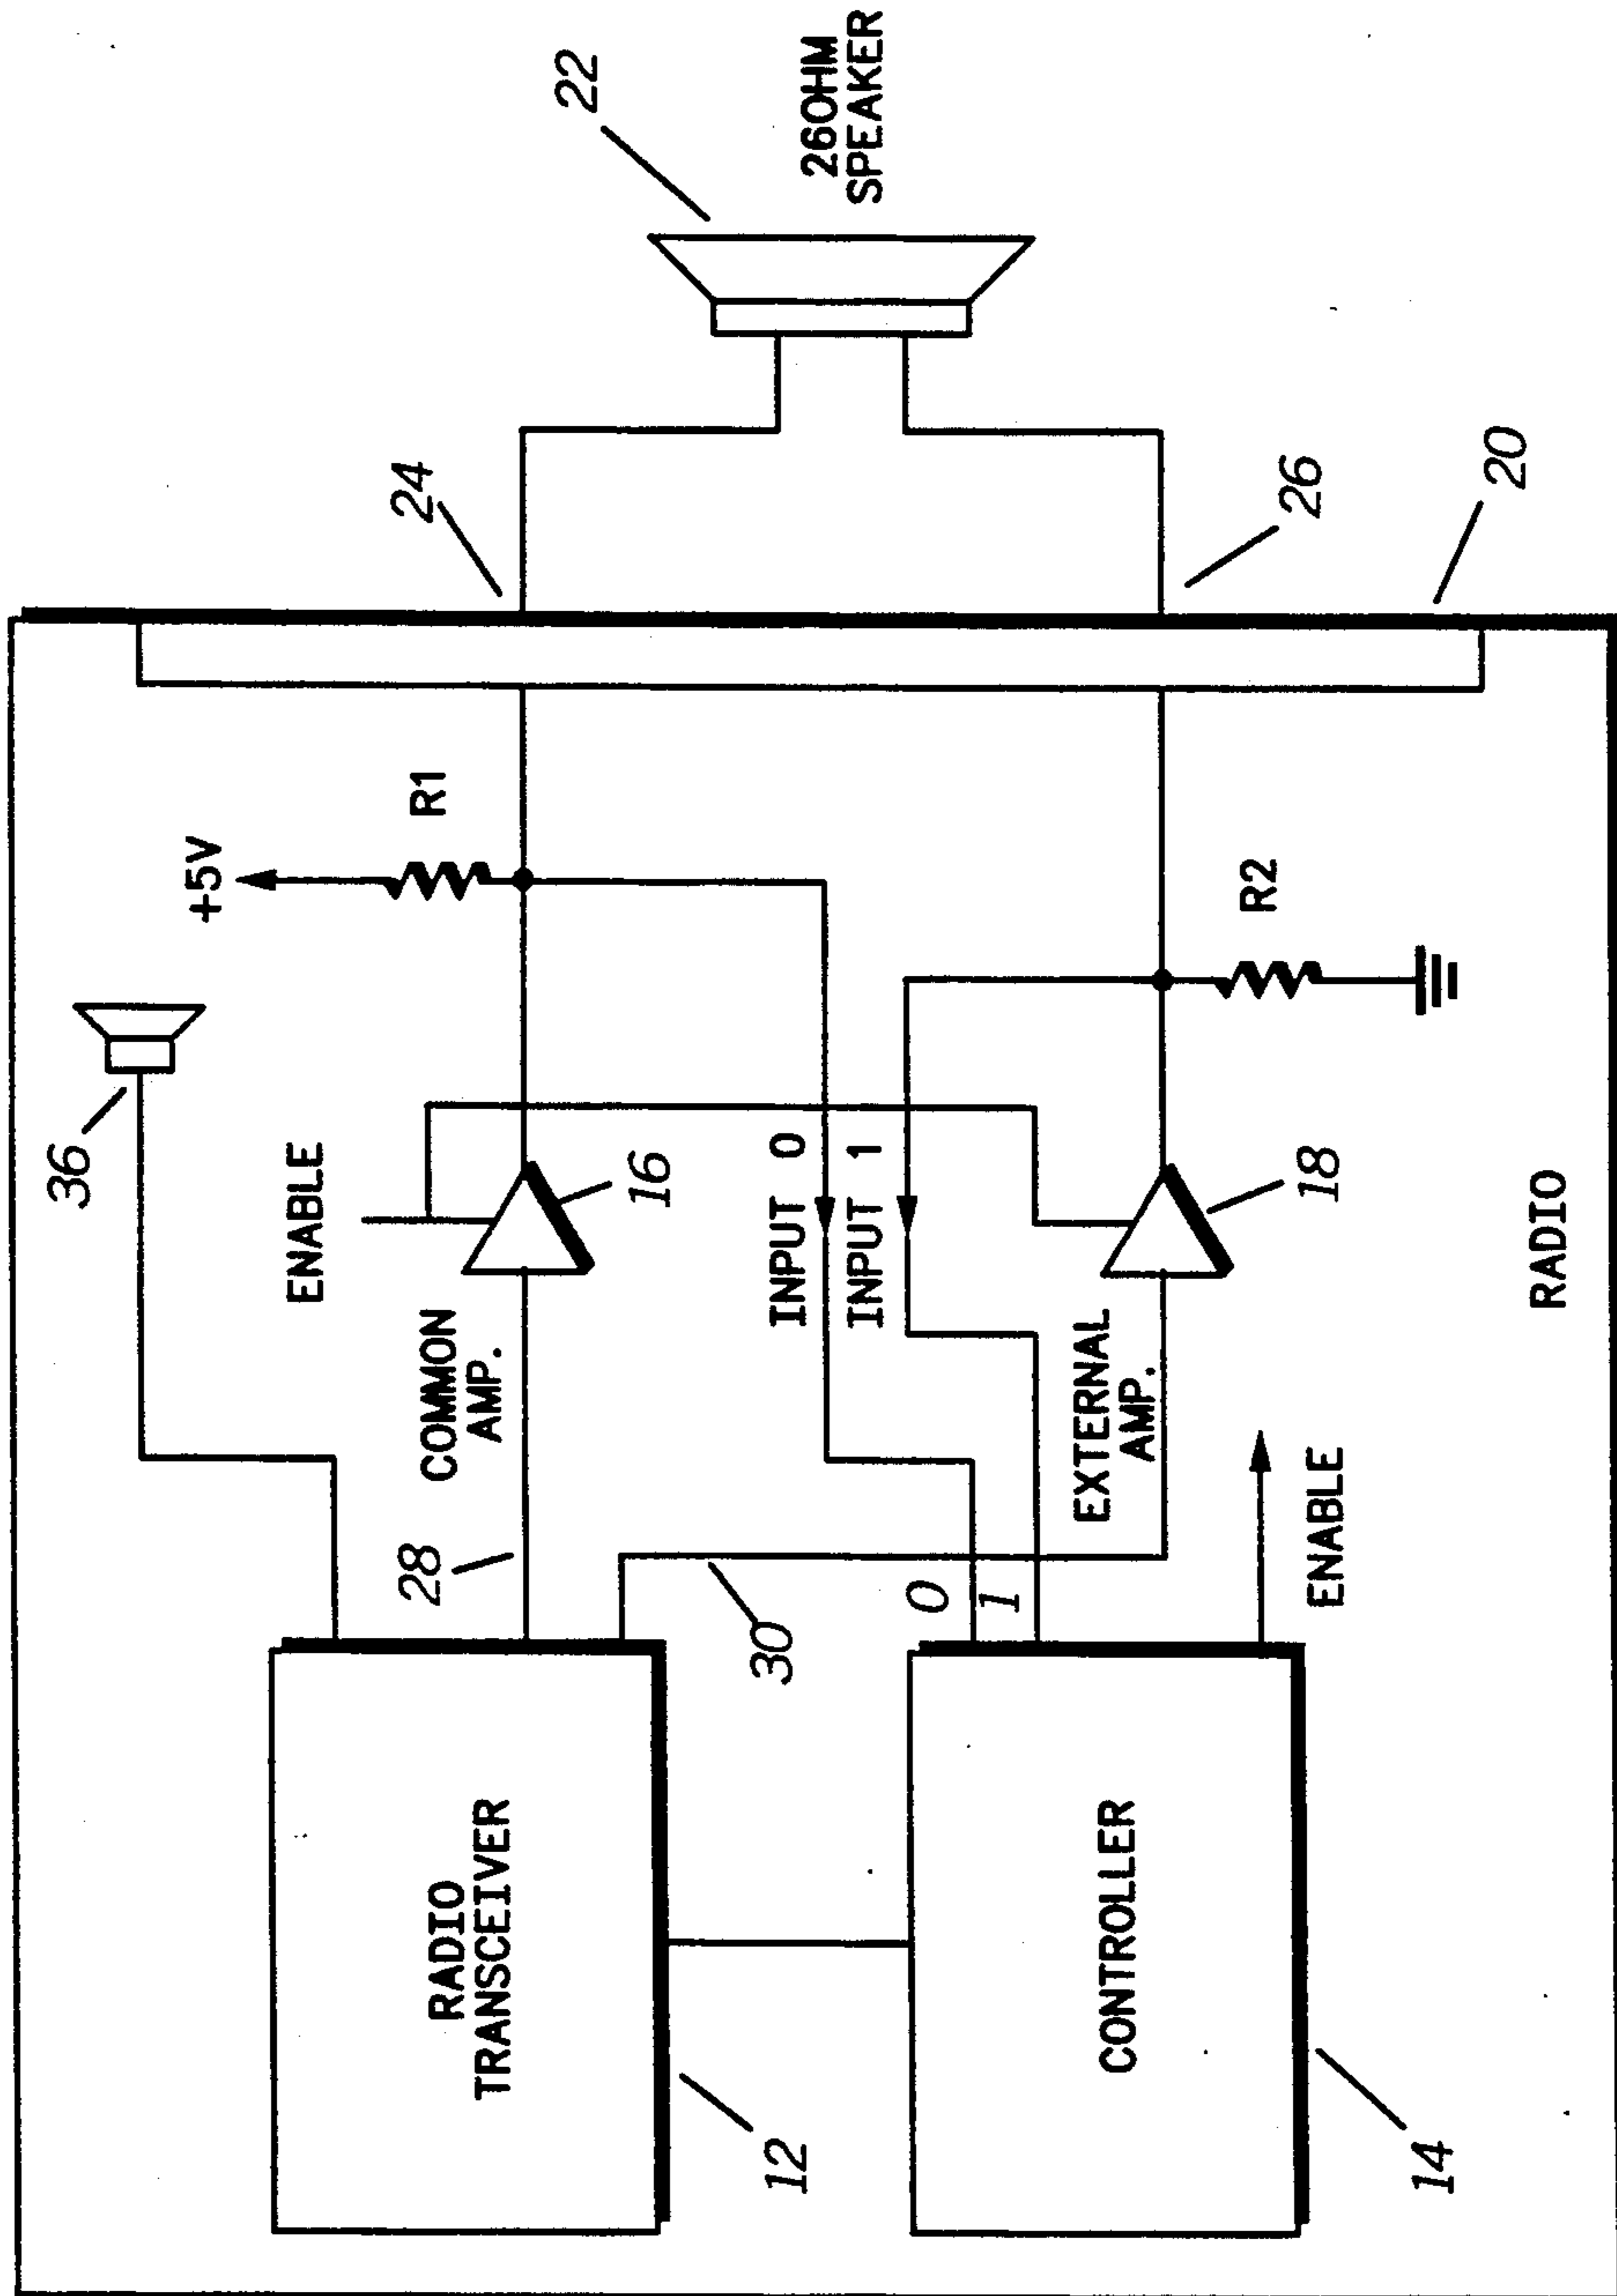 36
+5V
R1
24
22
26OHM
SPEAKER
ENABLE
16
28
COMMON
AMP.
RADIO
TRANSCEIVER
12
30
INPUT 0
INPUT 1
0
1
EXTERNAL
AMP.
18
R2
26
20
CONTROLLER
14
ENABLE
RADIO